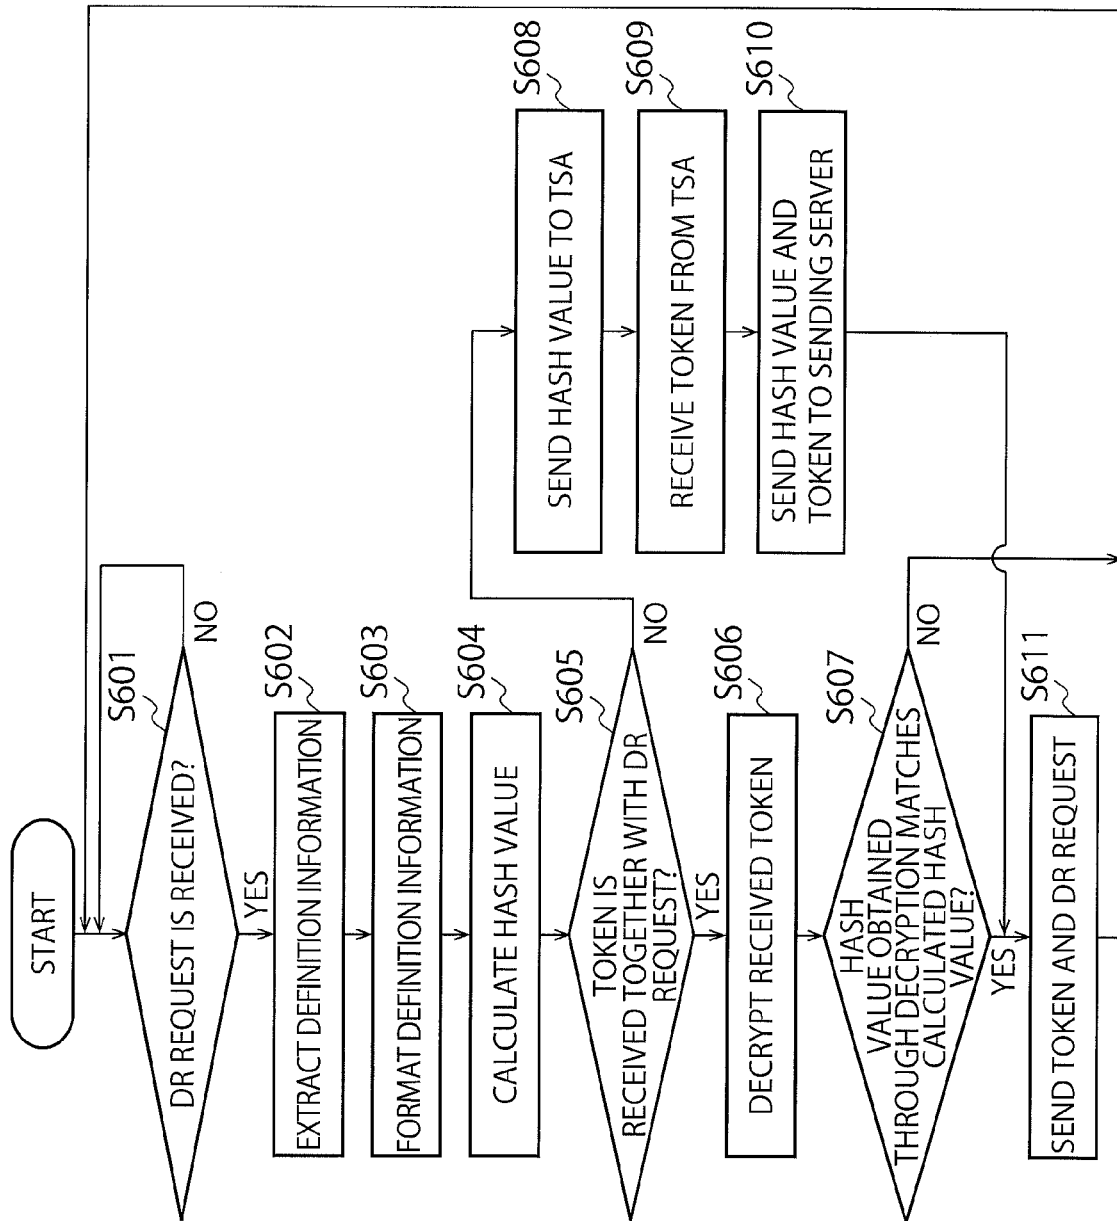 START
S601
DR REQUEST IS RECEIVED?
NO
YES
S602
EXTRACT DEFINITION INFORMATION
S603
FORMAT DEFINITION INFORMATION
S604
CALCULATE HASH VALUE
S605
TOKEN IS
RECEIVED TOGETHER WITH DR
REQUEST?
NO
YES
S606
DECRYPT RECEIVED TOKEN
S607
HASH
VALUE OBTAINED
THROUGH DECRYPTION MATCHES
CALCULATED HASH
VALUE?
NO
YES
S608
SEND HASH VALUE TO TSA
S609
RECEIVE TOKEN FROM TSA
S610
SEND HASH VALUE AND
TOKEN TO SENDING SERVER
S611
SEND TOKEN AND DR REQUEST